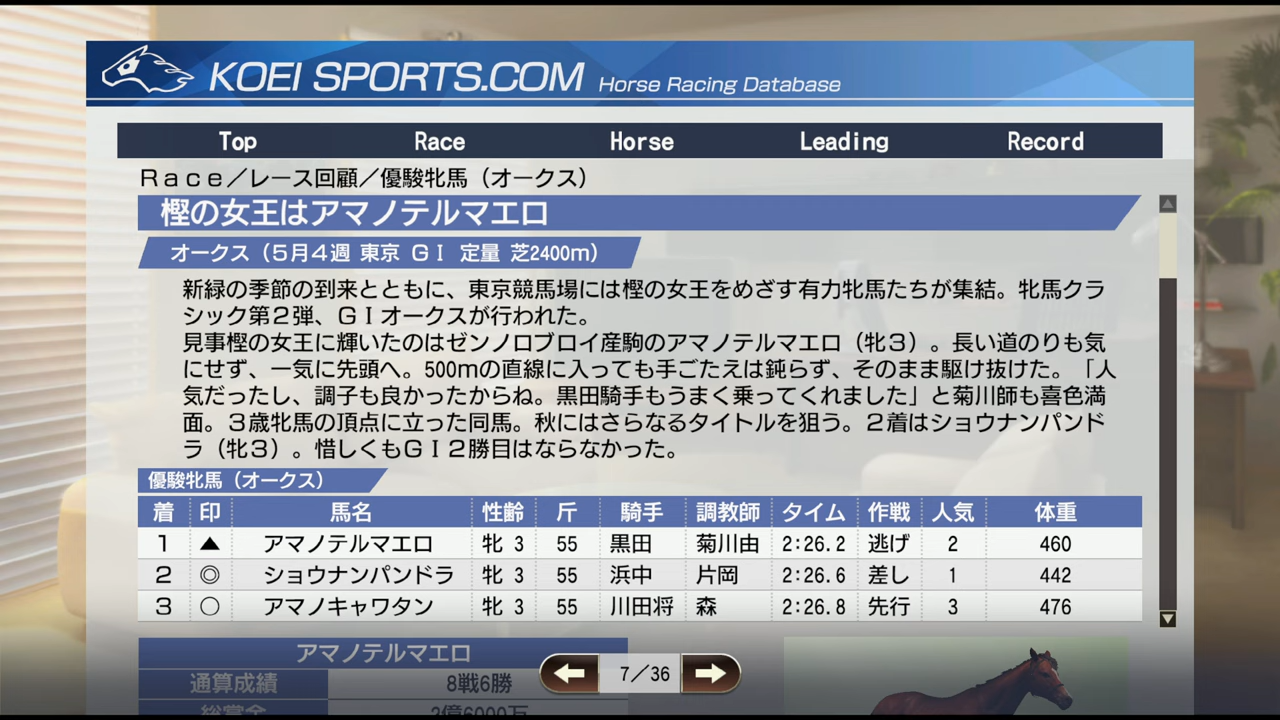 KOEI SPORTS.COM Horse Racing Database
Top Race Horse Leading Record
Race／レース回顧／優駿牝馬（オークス）
樫の女王はアマノテルマエロ
オークス（５月４週 東京 ＧⅠ 定量 芝2400m）
新緑の季節の到来とともに、東京競馬場には樫の女王をめざす有力牝馬たちが集結。牝馬クラ
シック第２弾、ＧⅠオークスが行われた。
見事樫の女王に輝いたのはゼンノロブロイ産駒のアマノテルマエロ（牝３）。長い道のりも気
にせず、一気に先頭へ。500mの直線に入っても手ごたえは鈍らず、そのまま駆け抜けた。「人
気だったし、調子も良かったからね。黒田騎手もうまく乗ってくれました」と菊川師も喜色満
面。３歳牝馬の頂点に立った同馬。秋にはさらなるタイトルを狙う。２着はショウナンパンド
ラ（牝３）。惜しくもＧⅠ２勝目はならなかった。
優駿牝馬（オークス）
着 印 馬名 性齢 斤 騎手 調教師 タイム 作戦 人気 体重
1 ▲ アマノテルマエロ 牝 3 55 黒田 菊川由 2:26.2 逃げ 2 460
2 ◎ ショウナンパンドラ 牝 3 55 浜中 片岡 2:26.6 差し 1 442
3 ○ アマノキャワタン 牝 3 55 川田将 森 2:26.8 先行 3 476
アマノテルマエロ
通算成績 8戦6勝
7／36
総賞金 2億6000万